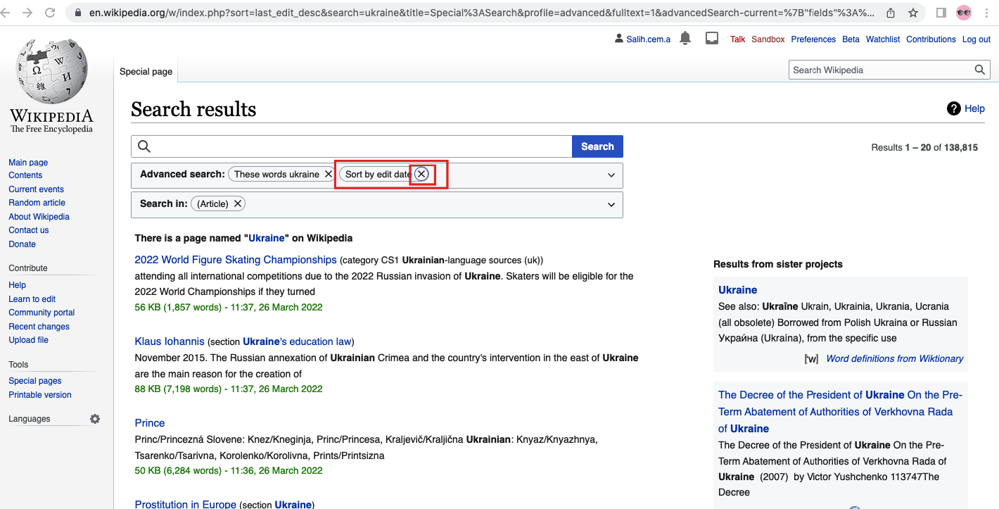 en.wikipedia.org/w/index.php?sort=last_edit_desc&search=ukraine&title=Special%3ASearch&profile=advanced&fulltext=1&advancedSearch-current=%7B"fields"%3A%...
Salih.cem.a Talk Sandbox Preferences Beta Watchlist Contributions Log out
Special page
Search Wikipedia
WIKIPEDIA
The Free Encyclopedia
Main page
Contents
Current events
Random article
About Wikipedia
Contact us
Donate
Contribute
Help
Learn to edit
Community portal
Recent changes
Upload file
Tools
Special pages
Printable version
Languages
Search results
Help
Search
Results 1 – 20 of 138,815
Advanced search: These words ukraine Sort by edit date
Search in: (Article)
There is a page named "Ukraine" on Wikipedia
2022 World Figure Skating Championships (category CS1 Ukrainian-language sources (uk))
attending all international competitions due to the 2022 Russian invasion of Ukraine. Skaters will be eligible for the
2022 World Championships if they turned
56 KB (1,857 words) - 11:37, 26 March 2022
Klaus Iohannis (section Ukraine's education law)
November 2015. The Russian annexation of Ukrainian Crimea and the country's intervention in the east of Ukraine
are the main reason for the creation of
88 KB (7,198 words) - 11:37, 26 March 2022
Prince
Princ/Princezná Slovene: Knez/Kneginja, Princ/Princesa, Kraljevič/Kraljična Ukrainian: Knyaz/Knyazhnya,
Tsarenko/Tsarivna, Korolenko/Korolivna, Prints/Printsizna
50 KB (6,284 words) - 11:36, 26 March 2022
Prostitution in Europe (section Ukraine)
Results from sister projects
Ukraine
See also: Ukraîne Ukrain, Ukrainia, Ukrania, Ucrania
(all obsolete) Borrowed from Polish Ukraina or Russian
Украи́на (Ukraína), from the specific use
['w] Word definitions from Wiktionary
The Decree of the President of Ukraine On the Pre-
Term Abatement of Authorities of Verkhovna Rada
of Ukraine
The Decree of the President of Ukraine On the Pre-
Term Abatement of Authorities of Verkhovna Rada of
Ukraine (2007) by Victor Yushchenko 113747The
Decree